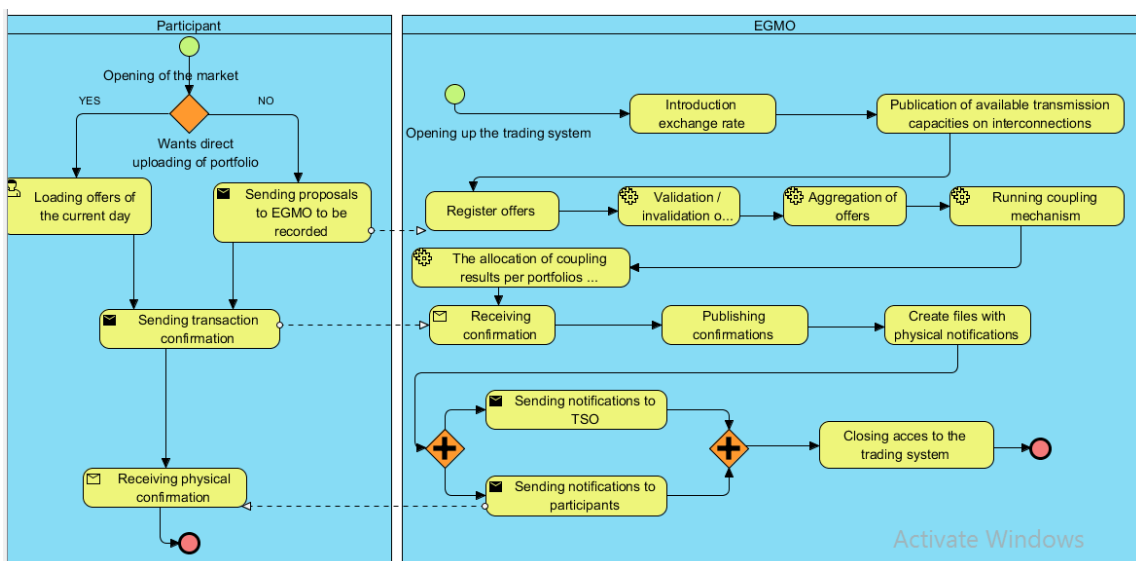 Participant
EGMO
Opening of the market
YES
NO
Wants direct
uploading of portfolio
Loading offers of
the current day
Sending proposals
to EGMO to be
recorded
Sending transaction
confirmation
Receiving physical
confirmation
Opening up the trading system
Introduction
exchange rate
Publication of available transmission
capacities on interconnections
Register offers
Validation /
invalidation o...
Aggregation of
offers
Running coupling
mechanism
The allocation of coupling
results per portfolios ...
Receiving
confirmation
Publishing
confirmations
Create files with
physical notifications
Sending notifications to
TSO
Sending notifications to
participants
Closing acces to the
trading system
Activate Windows